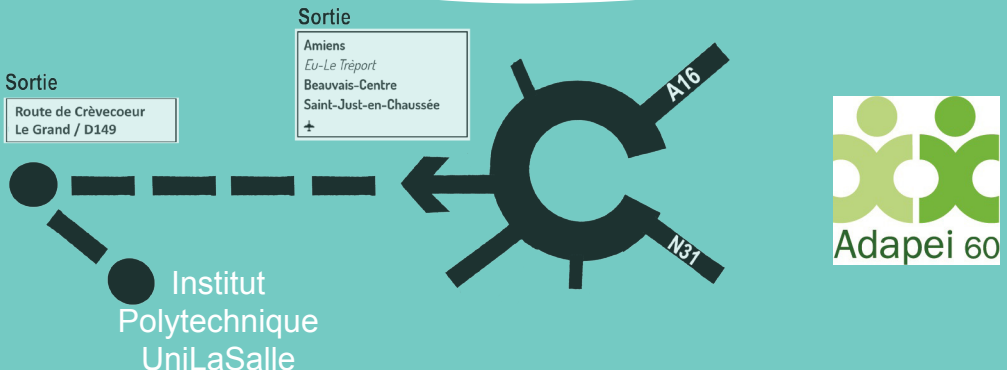 Sortie
Amiens
Eu-Le Tréport
Beauvais-Centre
Saint-Just-en-Chaussée
Sortie
Route de Crèvecoeur
Le Grand / D149
A16
N31
Institut
Polytechnique
UniLaSalle
Adapei 60